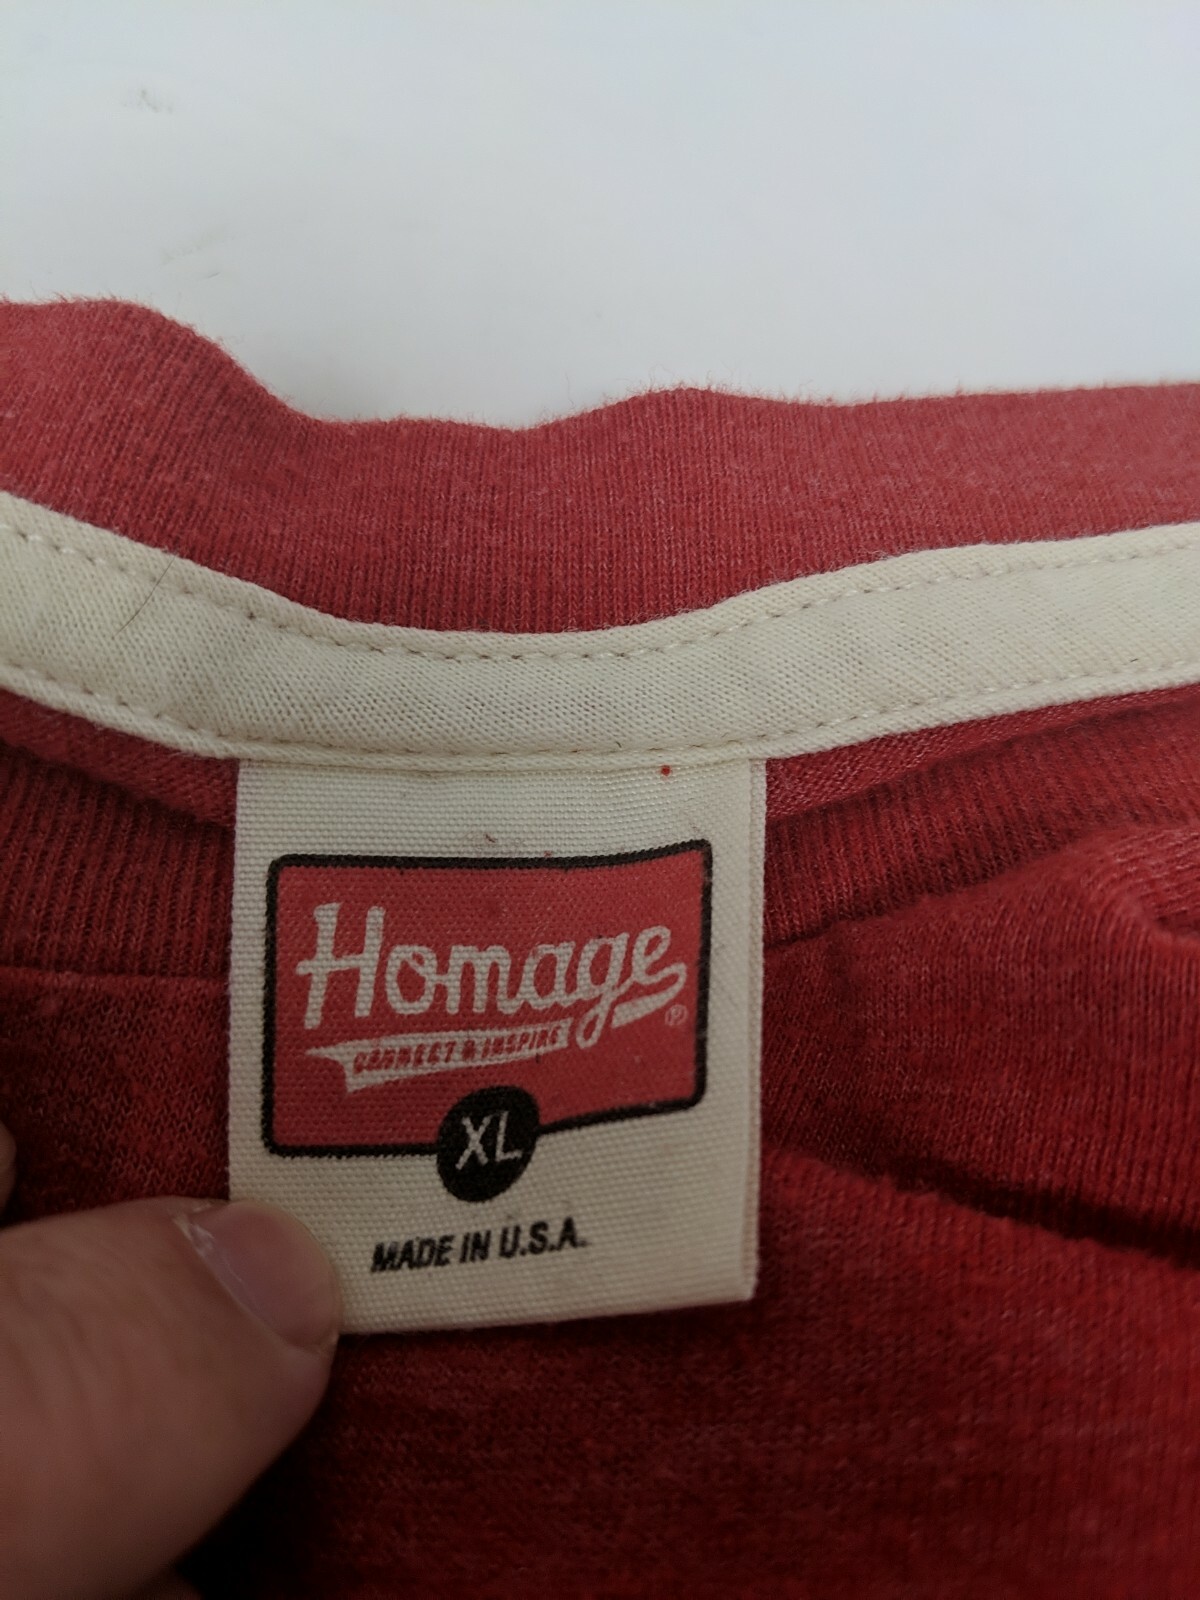 Homage®
CONNECT & INSPIRE
XL
MADE IN U.S.A.